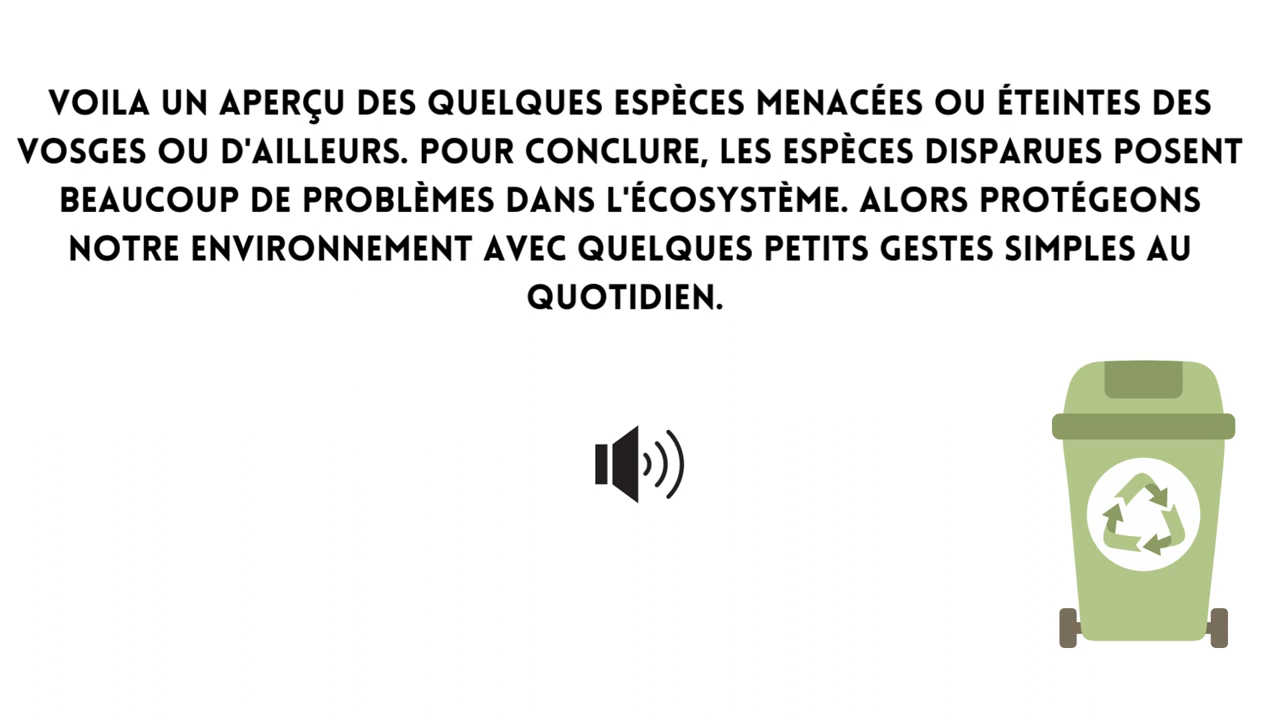 VOILA UN APERÇU DES QUELQUES ESPÈCES MENACÉES OU ÉTEINTES DES
VOSGES OU D'AILLEURS. POUR CONCLURE, LES ESPÈCES DISPARUES POSENT
BEAUCOUP DE PROBLÈMES DANS L'ÉCOSYSTÈME. ALORS PROTÉGEONS
NOTRE ENVIRONNEMENT AVEC QUELQUES PETITS GESTES SIMPLES AU
QUOTIDIEN.